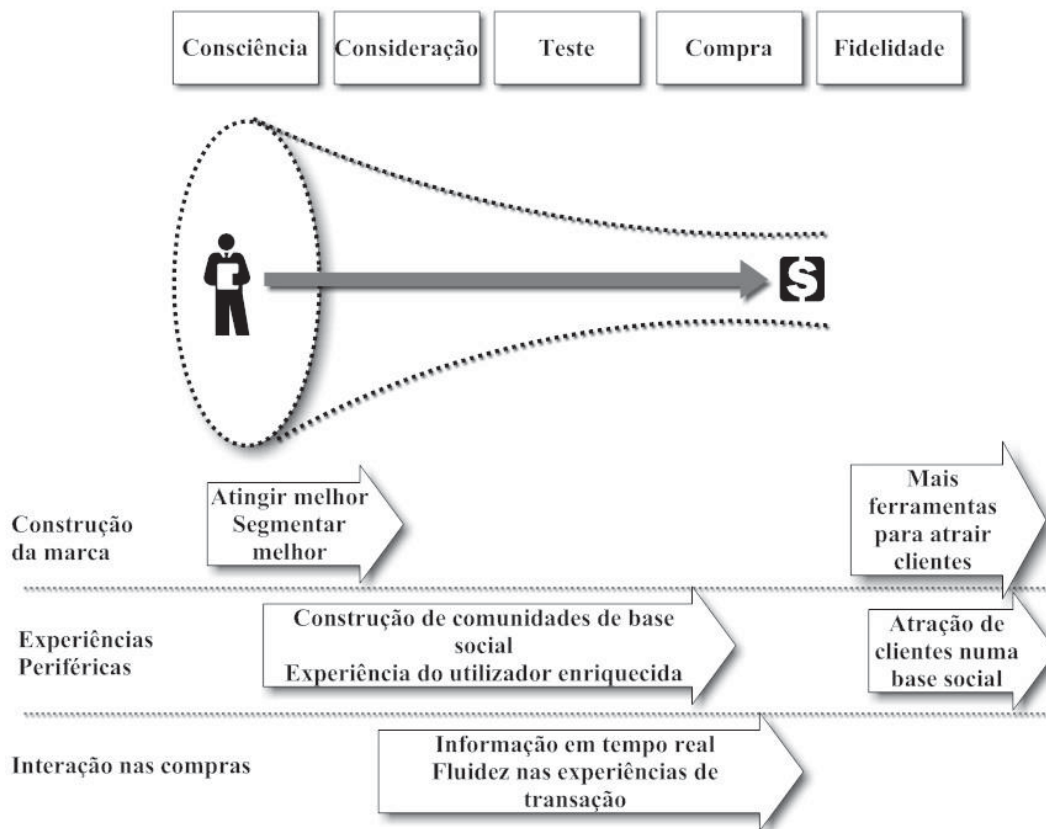 Consciência
Consideração
Teste
Compra
Fidelidade
$
Construção
da marca
Atingir melhor
Segmentar
melhor
Mais
ferramentas
para atrair
clientes
Experiências
Periféricas
Construção de comunidades de base
social
Experiência do utilizador enriquecida
Atração de
clientes numa
base social
Interação nas compras
Informação em tempo real
Fluidez nas experiências de
transação